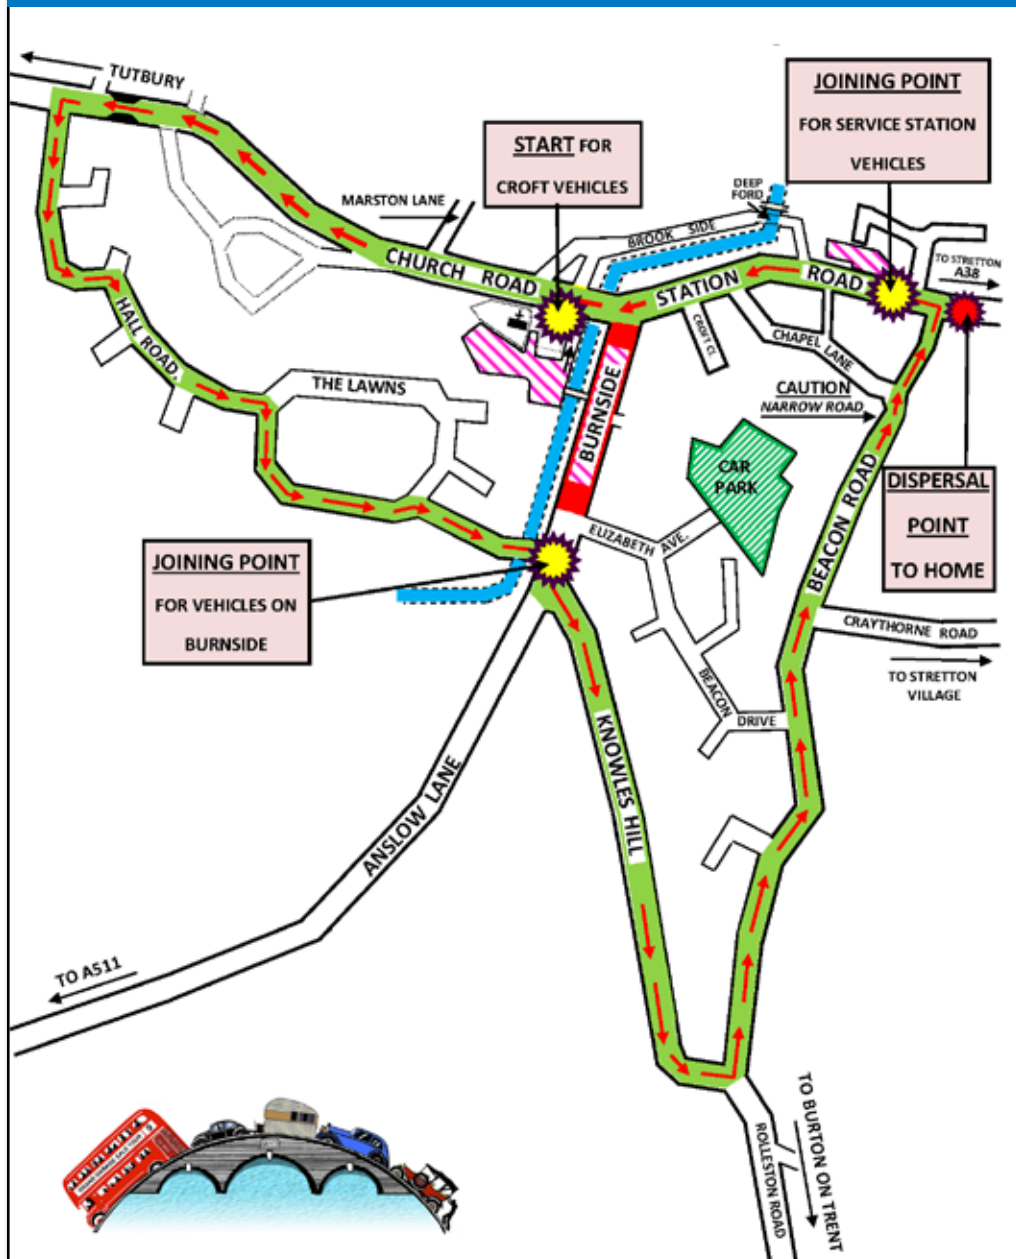 TUTBURY
START FOR
CROFT VEHICLES
JOINING POINT
FOR SERVICE STATION
VEHICLES
MARSTON LANE
DEEP
FORD
BROOK SIDE
TO STRETTON
A38
CHURCH ROAD
STATION ROAD
CROFT CL
CHAPEL LANE
HALL ROAD.
THE LAWNS
BURNSIDE
CAUTION
NARROW ROAD
CAR
PARK
BEACON ROAD
DISPERSAL
POINT
TO HOME
ELIZABETH AVE.
JOINING POINT
FOR VEHICLES ON
BURNSIDE
CRAYTHORNE ROAD
TO STRETTON
VILLAGE
BEACON DRIVE
KNOWLES HILL
ANSLOW LANE
TO A511
TO BURTON ON TRENT
ROLLESTON ROAD